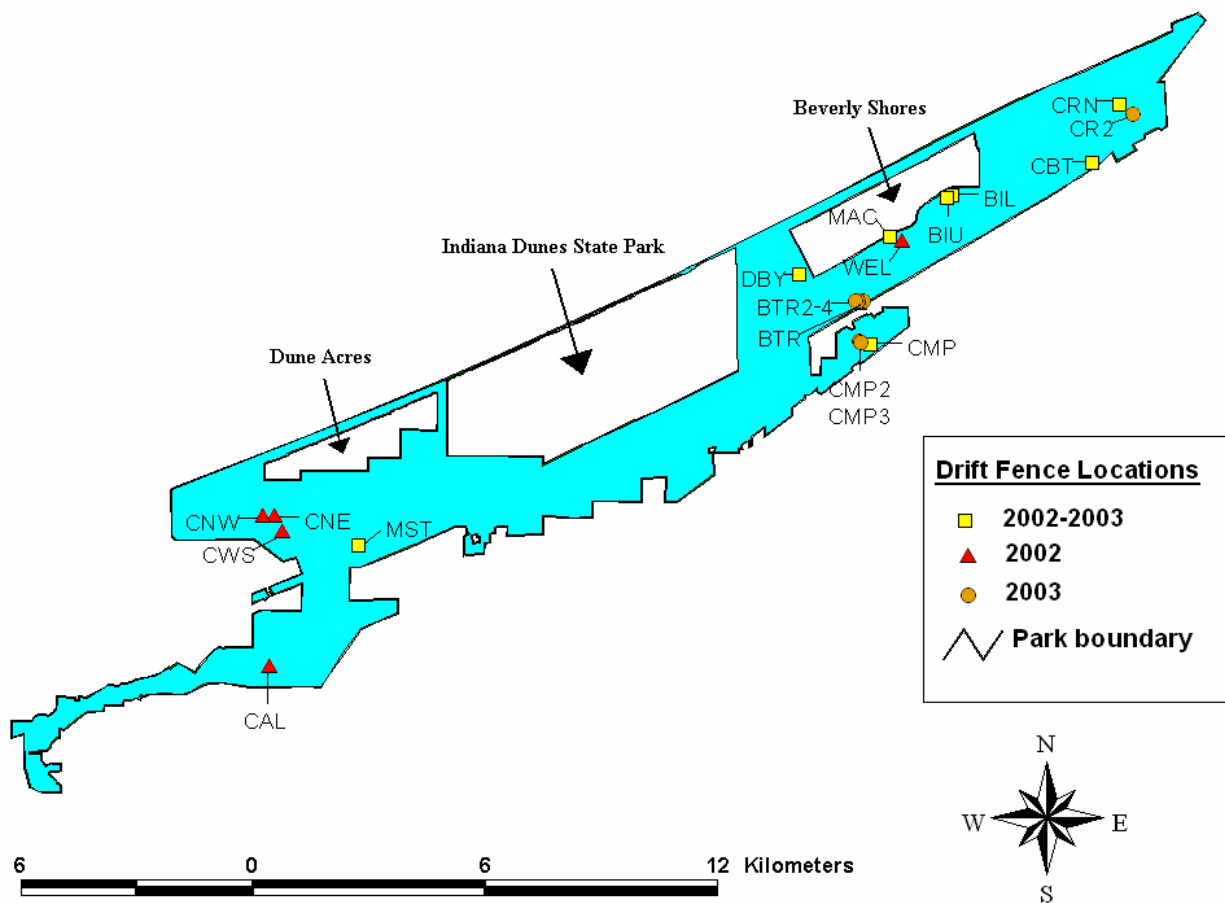 Beverly Shores
CRN
CR2
CBT
BIL
MAC
BIU
Indiana Dunes State Park
WEL
DBY
BTR2-4
BTR
CMP
Dune Acres
CMP2
CMP3
CNW
CNE
MST
CWS
CAL
Drift Fence Locations
2002-2003
2002
2003
Park boundary
N
W
E
S
6
0
6
12
Kilometers